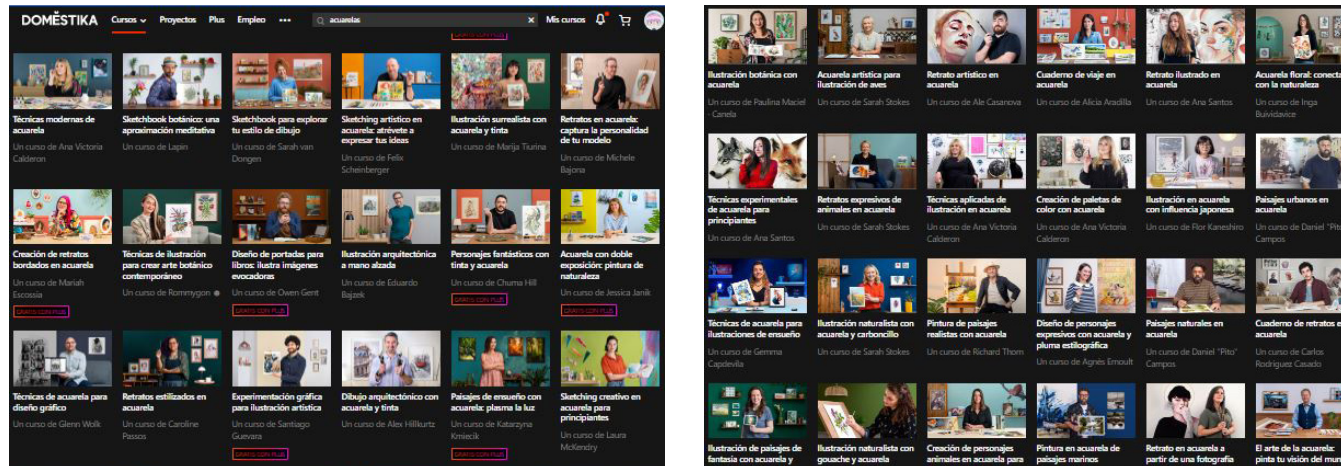 DOMĒSTIKA Cursos Proyectos Plus Empleo ••• acuarelas × Mis cursos
GRATIS CON PLUS
Técnicas modernas de
acuarela
Un curso de Ana Victoria
Calderon
Sketchbook botánico: una
aproximación meditativa
Un curso de Lapin
Sketchbook para explorar
tu estilo de dibujo
Un curso de Sarah van
Dongen
Sketching artístico en
acuarela: atrévete a
expresar tus ideas
Un curso de Felix
Scheinberger
Ilustración surrealista con
acuarela y tinta
Un curso de Marija Tiurina
Retratos en acuarela:
captura la personalidad
de tu modelo
Un curso de Michele
Bajona
Creación de retratos
bordados en acuarela
Un curso de Mariah
Escossia
GRATIS CON PLUS
Técnicas de ilustración
para crear arte botánico
contemporáneo
Un curso de Rommygon
Diseño de portadas para
libros: ilustra imágenes
evocadoras
Un curso de Owen Gent
GRATIS CON PLUS
Ilustración arquitectónica
a mano alzada
Un curso de Eduardo
Bajzek
Personajes fantásticos con
tinta y acuarela
Un curso de Chuma Hill
GRATIS CON PLUS
Acuarela con doble
exposición: pintura de
naturaleza
Un curso de Jessica Janik
GRATIS CON PLUS
Técnicas de acuarela para
diseño gráfico
Un curso de Glenn Wolk
Retratos estilizados en
acuarela
Un curso de Caroline
Passos
Experimentación gráfica
para ilustración artística
Un curso de Santiago
Guevara
GRATIS CON PLUS
Dibujo arquitectónico con
acuarela y tinta
Un curso de Alex Hillkurtz
Paisajes de ensueño con
acuarela: plasma la luz
Un curso de Katarzyna
Kmiecik
GRATIS CON PLUS
Sketching creativo en
acuarela para
principiantes
Un curso de Laura
McKendry
Ilustración botánica con
acuarela
Un curso de Paulina Maciel
· Canela
Acuarela artística para
ilustración de aves
Un curso de Sarah Stokes
Retrato artístico en
acuarela
Un curso de Ale Casanova
Cuaderno de viaje en
acuarela
Un curso de Alicia Aradilla
Retrato ilustrado en
acuarela
Un curso de Ana Santos
Acuarela floral: conecta
con la naturaleza
Un curso de Inga
Buividavice
Técnicas experimentales
de acuarela para
principiantes
Un curso de Ana Santos
Retratos expresivos de
animales en acuarela
Un curso de Sarah Stokes
Técnicas aplicadas de
ilustración en acuarela
Un curso de Ana Victoria
Calderon
Creación de paletas de
color con acuarela
Un curso de Ana Victoria
Calderon
Ilustración en acuarela
con influencia japonesa
Un curso de Flor Kaneshiro
Paisajes urbanos en
acuarela
Un curso de Daniel "Pito"
Campos
Técnicas de acuarela para
ilustraciones de ensueño
Un curso de Gemma
Capdevila
Ilustración naturalista con
acuarela y carboncillo
Un curso de Sarah Stokes
Pintura de paisajes
realistas con acuarela
Un curso de Richard Thorn
Diseño de personajes
expresivos con acuarela y
pluma estilográfica
Un curso de Agnés Ernoult
Paisajes naturales en
acuarela
Un curso de Daniel "Pito"
Campos
Cuaderno de retratos en
acuarela
Un curso de Carlos
Rodríguez Casado
Ilustración de paisajes de
fantasía con acuarela y
Ilustración naturalista con
gouache y acuarela
Creación de personajes
animales en acuarela para
Pintura en acuarela de
paisajes marinos
Retrato en acuarela a
partir de una fotografía
El arte de la acuarela:
pinta tu visión del